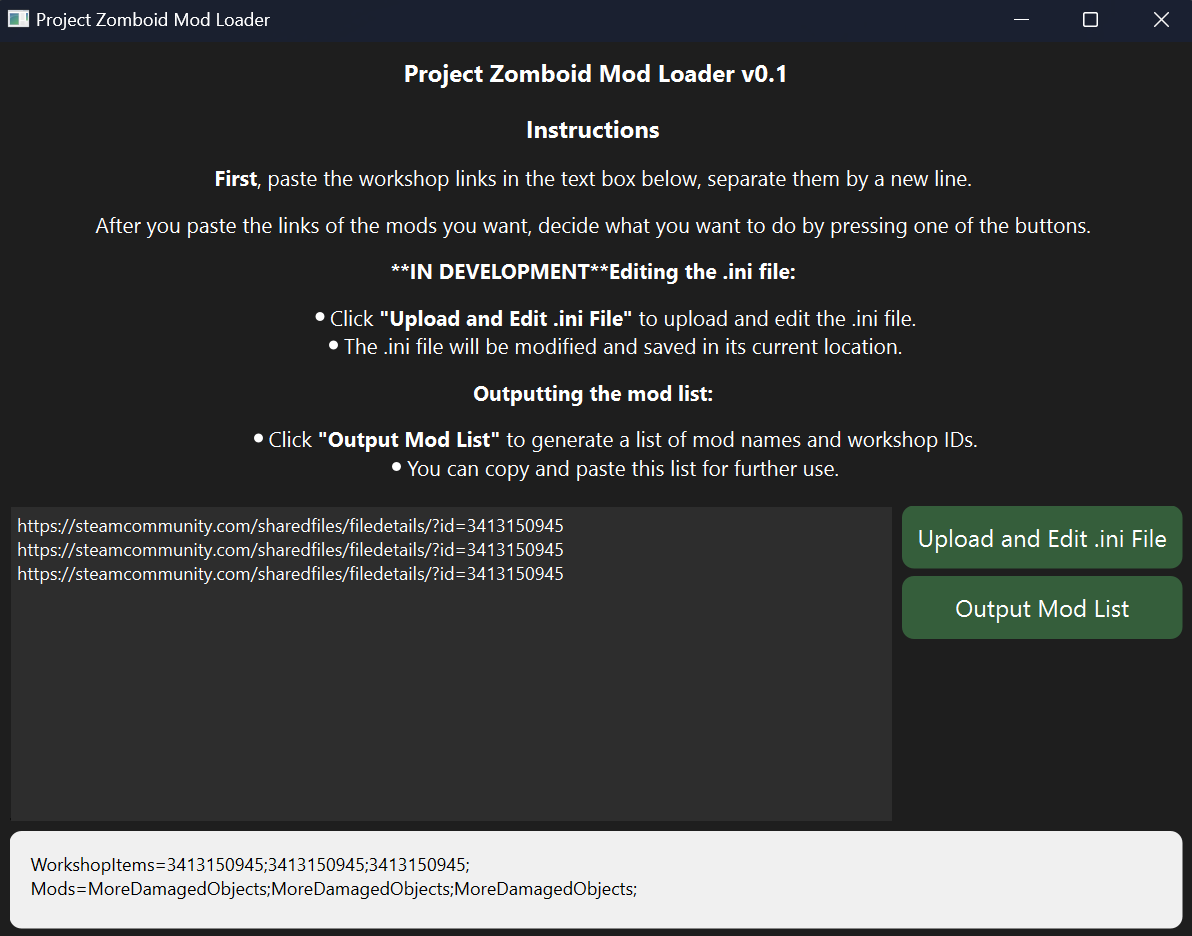 Project Zomboid Mod Loader
Project Zomboid Mod Loader v0.1
Instructions
First, paste the workshop links in the text box below, separate them by a new line.
After you paste the links of the mods you want, decide what you want to do by pressing one of the buttons.
**IN DEVELOPMENT**Editing the .ini file:
• Click "Upload and Edit .ini File" to upload and edit the .ini file.
• The .ini file will be modified and saved in its current location.
Outputting the mod list:
• Click "Output Mod List" to generate a list of mod names and workshop IDs.
• You can copy and paste this list for further use.
https://steamcommunity.com/sharedfiles/filedetails/?id=3413150945
https://steamcommunity.com/sharedfiles/filedetails/?id=3413150945
https://steamcommunity.com/sharedfiles/filedetails/?id=3413150945
Upload and Edit .ini File
Output Mod List
WorkshopItems=3413150945;3413150945;3413150945;
Mods=MoreDamagedObjects;MoreDamagedObjects;MoreDamagedObjects;